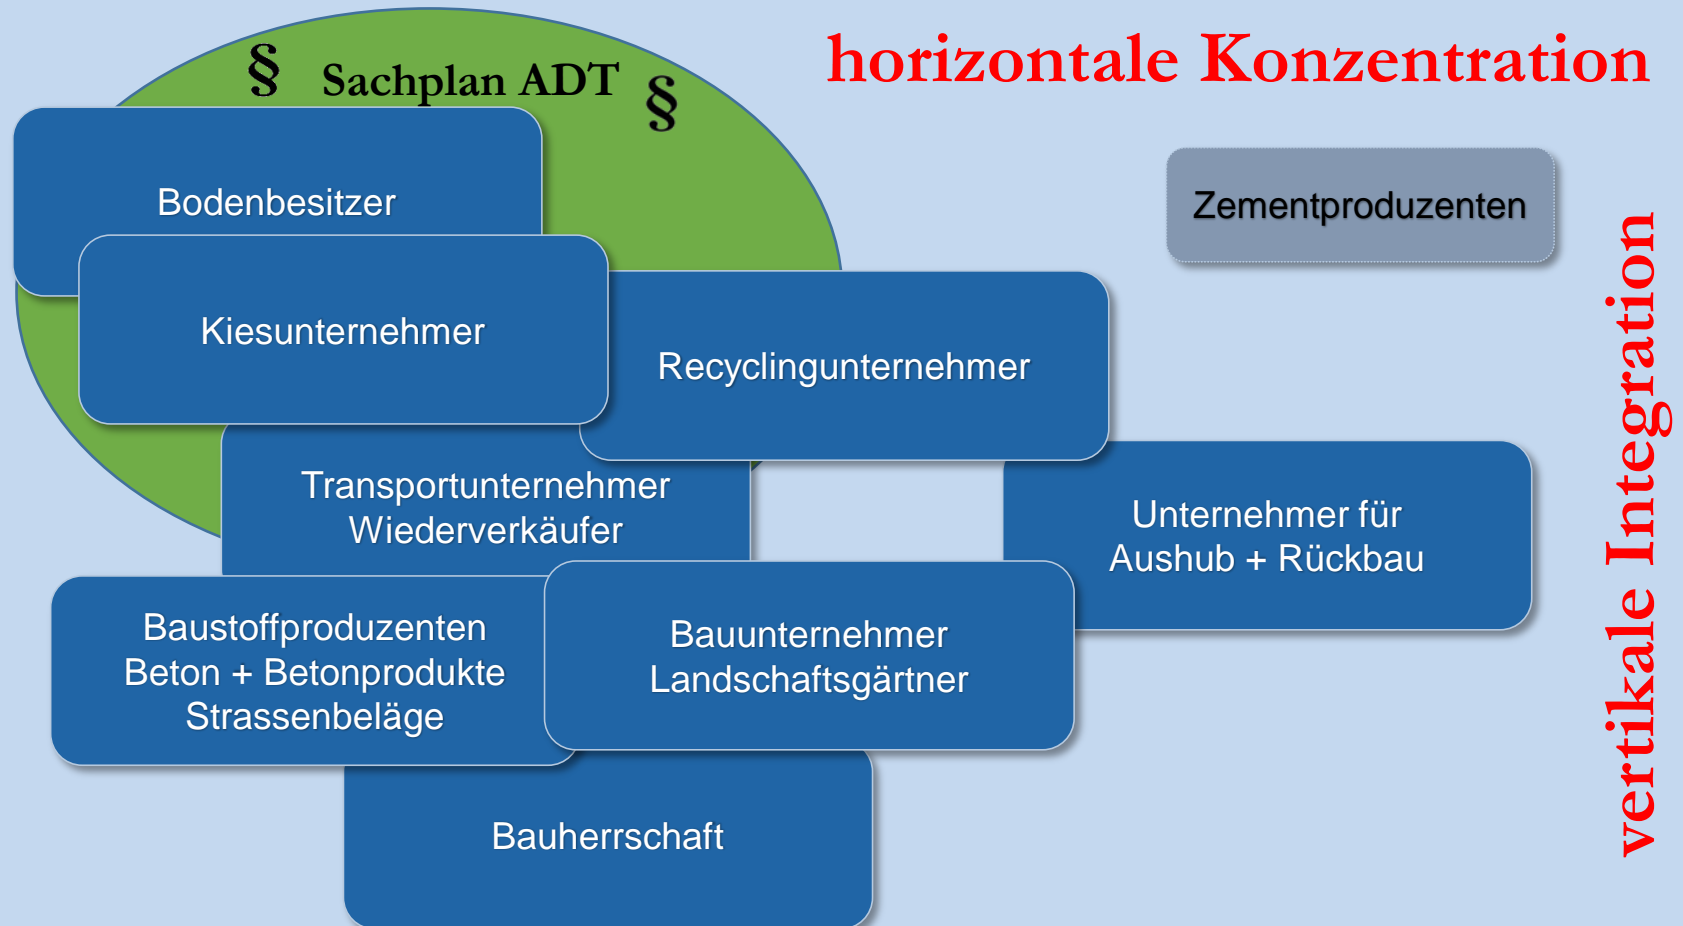 horizontale Konzentration
§ Sachplan ADT §
Bodenbesitzer
Zementproduzenten
Kiesunternehmer
Recyclingunternehmer
Transportunternehmer
Wiederverkäufer
Unternehmer für
Aushub + Rückbau
Baustoffproduzenten
Beton + Betonprodukte
Strassenbeläge
Bauunternehmer
Landschaftsgärtner
Bauherrschaft
vertikale Integration